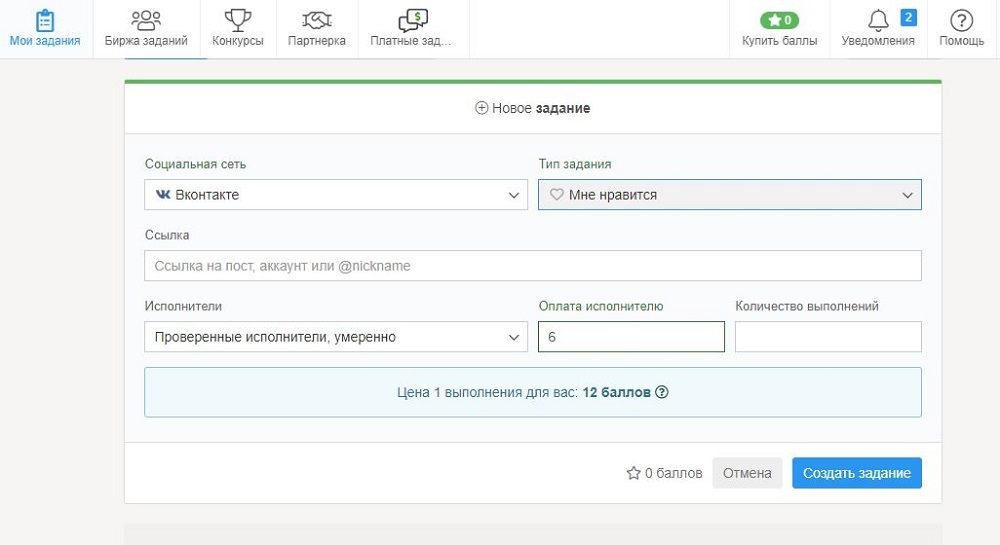 Мои задания
Биржа заданий
Конкурсы
Партнерка
$
Платные зад...
0
Купить баллы
2
Уведомления
Помощь
Новое задание
Социальная сеть
Тип задания
Вконтакте
Мне нравится
Ссылка
Ссылка на пост, аккаунт или @nickname
Исполнители
Оплата исполнителю
Количество выполнений
Проверенные исполнители, умеренно
6
Цена 1 выполнения для вас: 12 баллов ?
0 баллов
Отмена
Создать задание